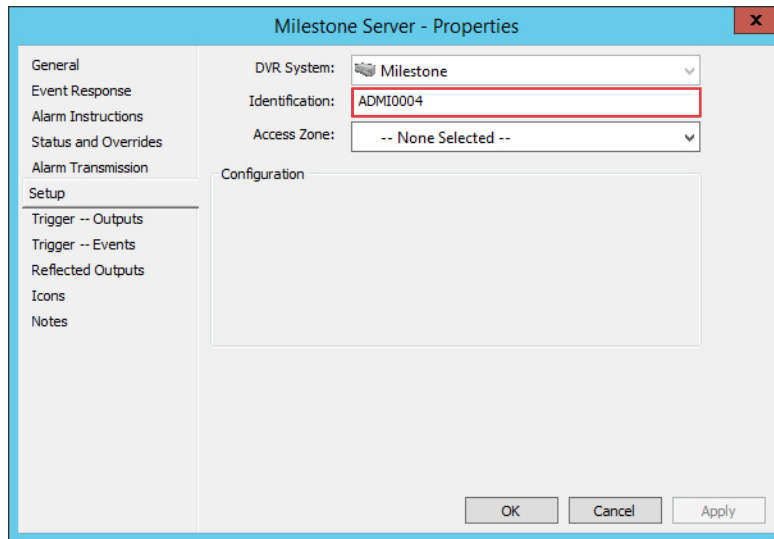 Milestone Server - Properties
x
General
Event Response
Alarm Instructions
Status and Overrides
Alarm Transmission
Setup
Trigger -- Outputs
Trigger -- Events
Reflected Outputs
Icons
Notes
DVR System: Milestone
Identification: ADMI0004
Access Zone: -- None Selected --
Configuration
OK Cancel Apply